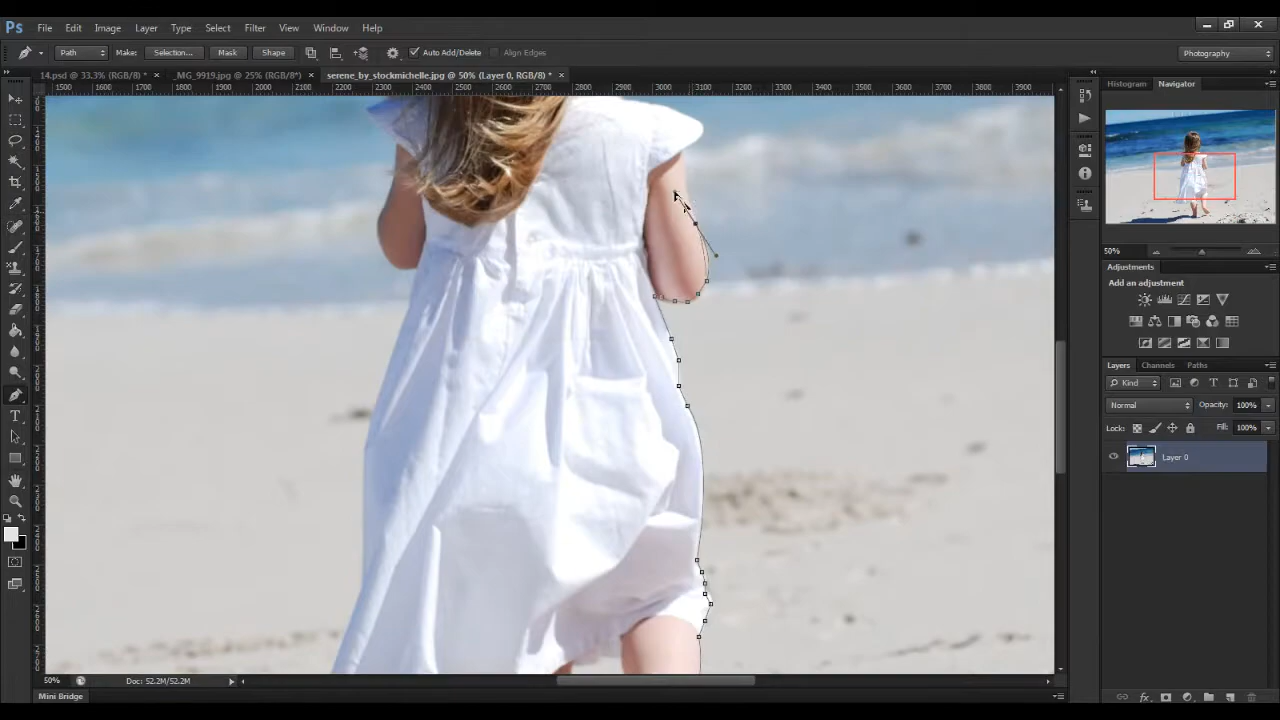 Ps File Edit Image Layer Type Select Filter View Window Help
Path Make: Selection... Mask Shape Auto Add/Delete Align Edges Photography
14.psd @ 33.3% (RGB/8) * × _MG_9919.jpg @ 25% (RGB/8*) × serene_by_stockmichelle.jpg @ 50% (Layer 0, RGB/8) * ×
1500 1600 1700 1800 1900 2000 2100 2200 2300 2400 2500 2600 2700 2800 2900 3000 3100 3200 3300 3400 3500 3600 3700 3800 3900
Histogram Navigator
50%
Adjustments
Add an adjustment
Layers Channels Paths
Kind
Normal Opacity: 100%
Lock: Fill: 100%
Layer 0
50% Doc: 52.2M/52.2M
Mini Bridge